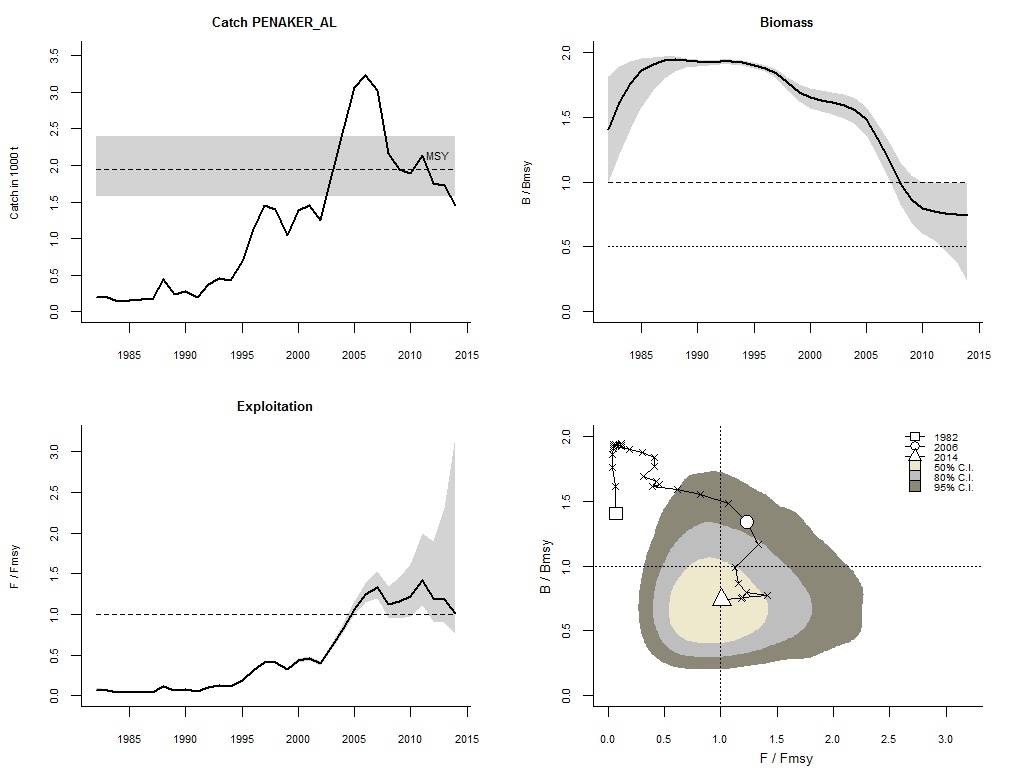 Catch PENAKER_AL
Catch in 1000 t
3.5
3.0
2.5
2.0
1.5
1.0
0.5
0.0
MSY
1985 1990 1995 2000 2005 2010 2015
Biomass
B / Bmsy
2.0
1.5
1.0
0.5
0.0
1985 1990 1995 2000 2005 2010 2015
Exploitation
F / Fmsy
3.0
2.5
2.0
1.5
1.0
0.5
0.0
1985 1990 1995 2000 2005 2010 2015
B / Bmsy
2.0
1.5
1.0
0.5
0.0
1982
2006
2014
50% C.I.
80% C.I.
95% C.I.
0.0 0.5 1.0 1.5 2.0 2.5 3.0
F / Fmsy